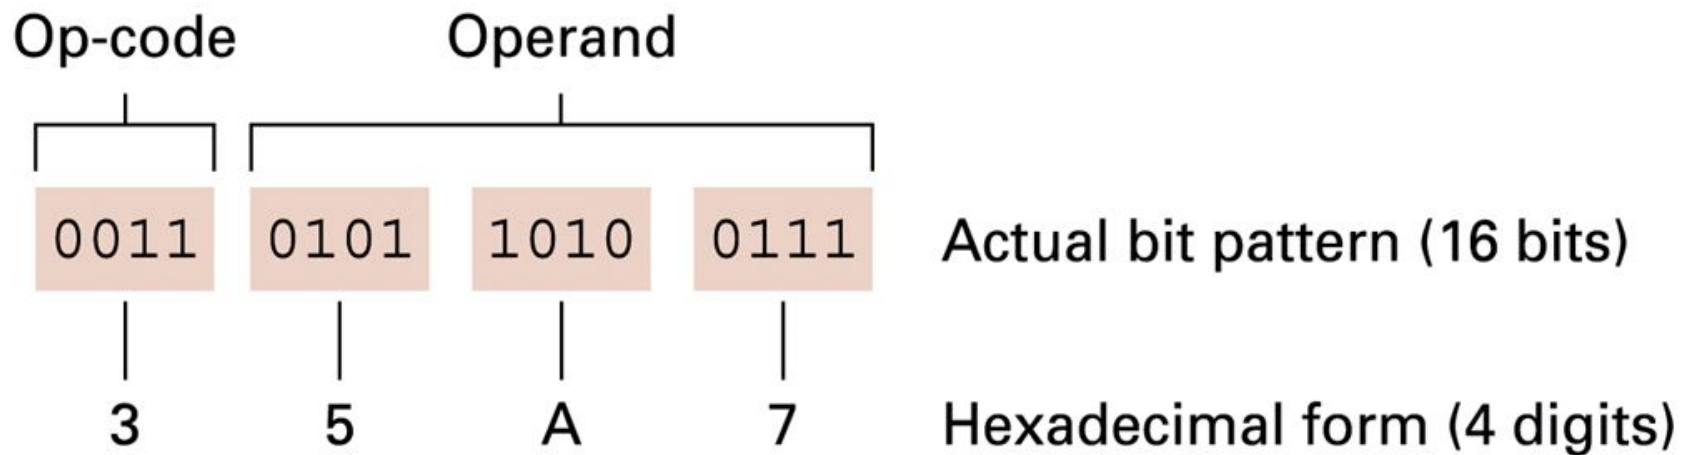 Op-code Operand
0011 0101 1010 0111 Actual bit pattern (16 bits)
3 5 A 7 Hexadecimal form (4 digits)